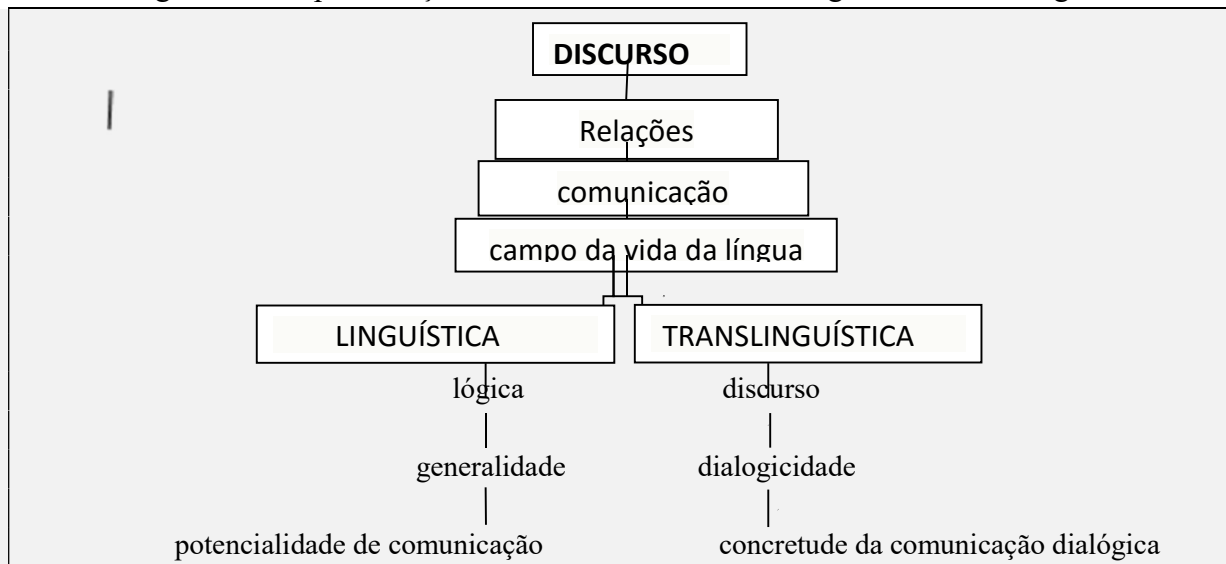 DISCURSO
Relações
comunicação
campo da vida da língua
LINGUÍSTICA TRANSLINGUÍSTICA
lógica discurso
generalidade dialogicidade
potencialidade de comunicação concretude da comunicação dialógica